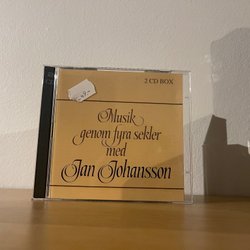 2 CD BOX
Musik
genom fyra sekler
med
Jan Johansson